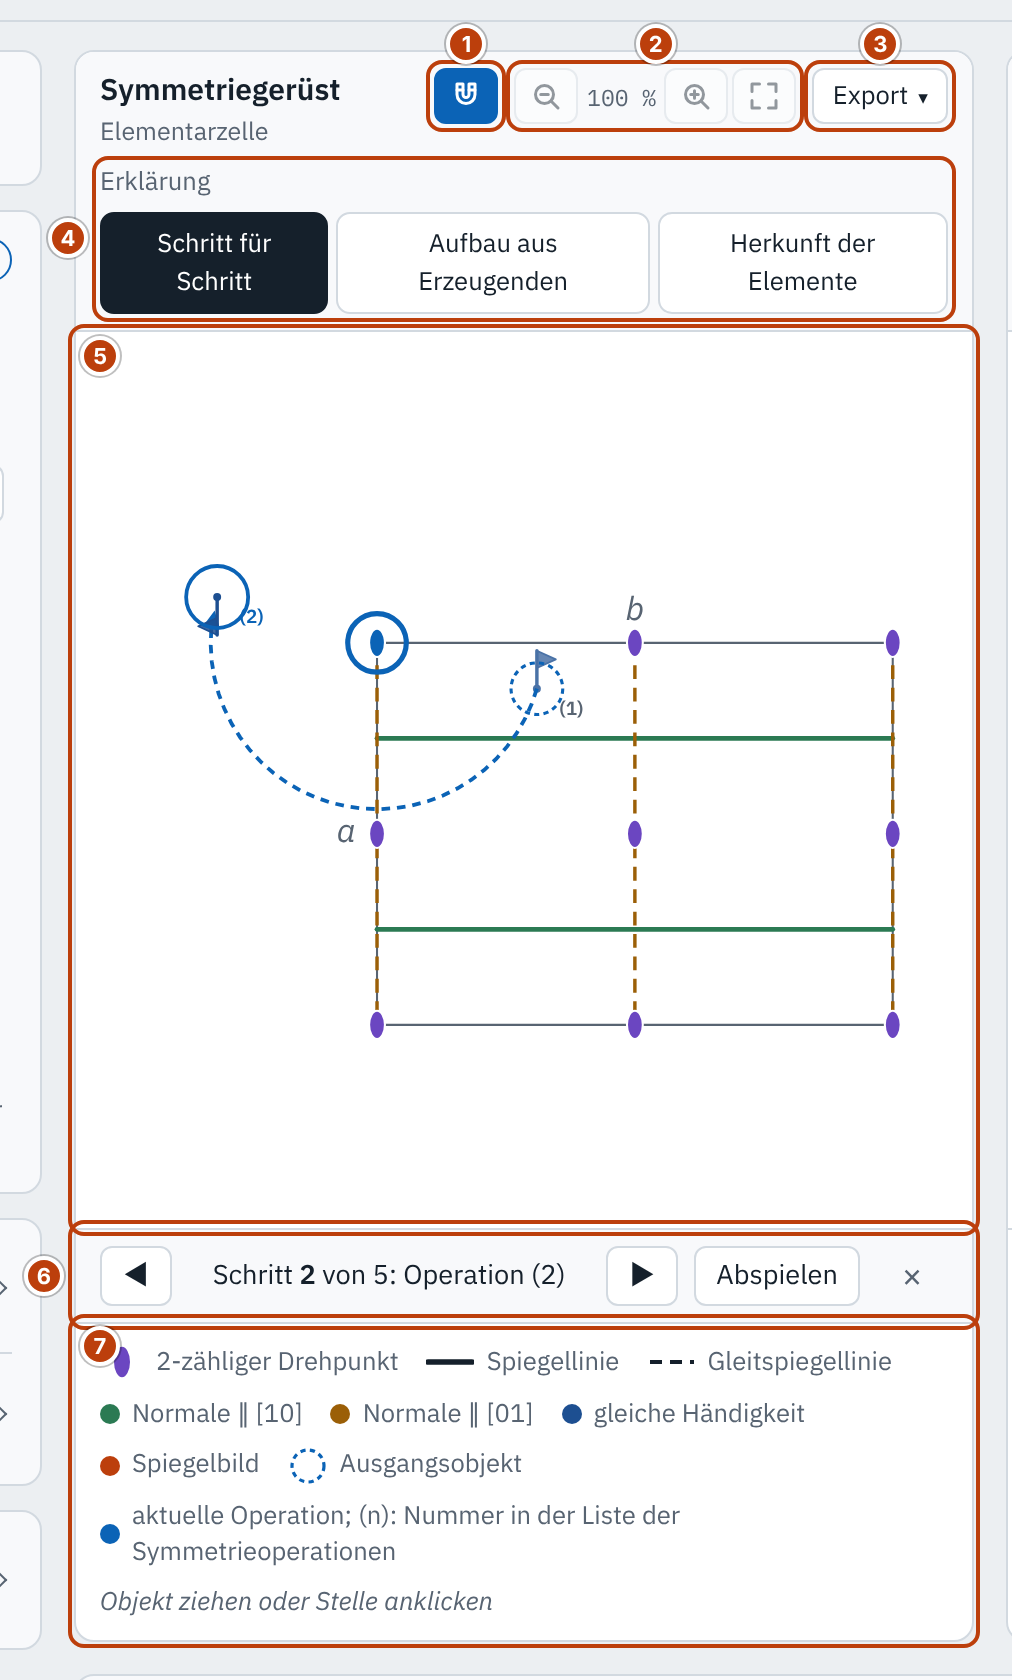 1
2
3
Symmetriegerüst
100 %
Export ▾
Elementarzelle
Erklärung
4
Schritt für
Schritt
Aufbau aus
Erzeugenden
Herkunft der
Elemente
5
b
(2)
(1)
a
6
◀ Schritt 2 von 5: Operation (2) ▶ Abspielen ×
7
2-zähliger Drehpunkt Spiegellinie Gleitspiegellinie
Normale ∥ [10] Normale ∥ [01] gleiche Händigkeit
Spiegelbild Ausgangsobjekt
aktuelle Operation; (n): Nummer in der Liste der
Symmetrieoperationen
Objekt ziehen oder Stelle anklicken